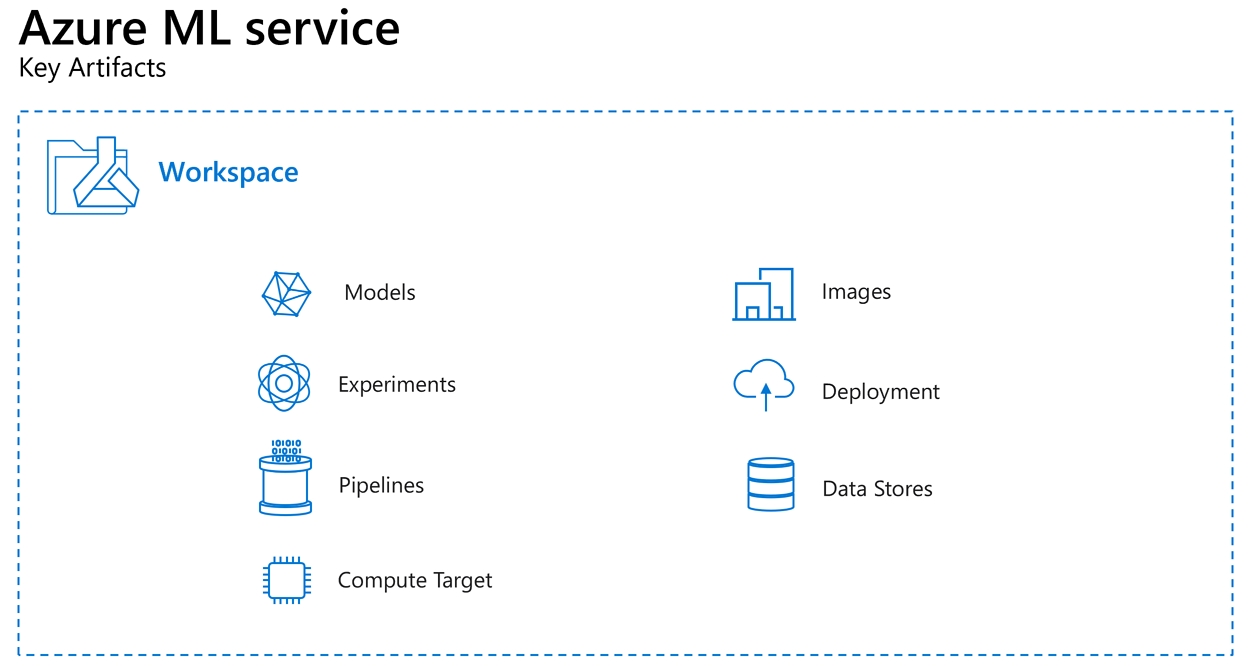 Azure ML service
Key Artifacts
Workspace
Models
Experiments
Pipelines
Compute Target
Images
Deployment
Data Stores